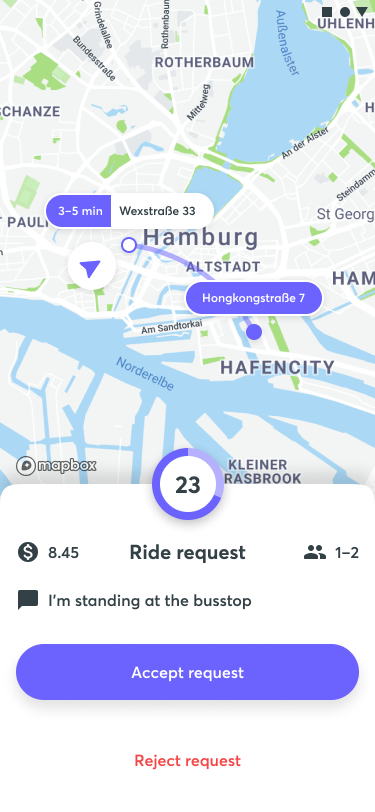 Grindelallee
Rothenbaum
Außenalster
UHLENH
Bundesstraße
ROTHERBAUM
Mittelweg
SCHANZE
H
An der Alster
Steindamm
3–5 min
Wexstraße 33
T PAULI
St Georg
Hamburg
ALTSTADT
HAM
Hongkongstraße 7
Am Sandtorkai
Norderelbe
HAFENCITY
mapbox
KLEINER
RASBROOK
23
8.45
Ride request
1–2
I'm standing at the busstop
Accept request
Reject request